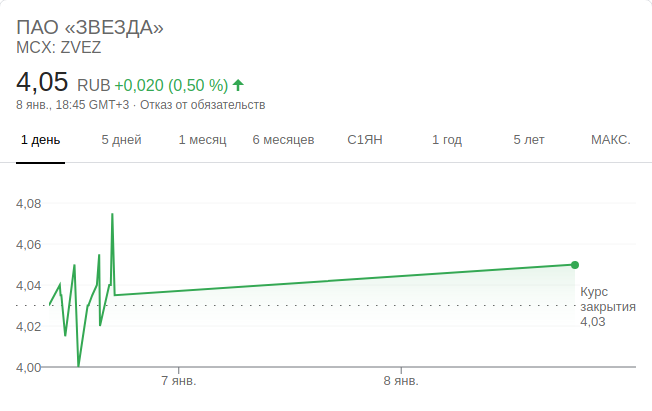 ПАО «ЗВЕЗДА»
MCX: ZVEZ
4,05 RUB +0,020 (0,50 %)
8 янв., 18:45 GMT+3 · Отказ от обязательств
1 день 5 дней 1 месяц 6 месяцев С1ЯН 1 год 5 лет МАКС.
4,08
4,06
4,04
4,02
4,00
Курс
закрытия
4,03
7 янв. 8 янв.